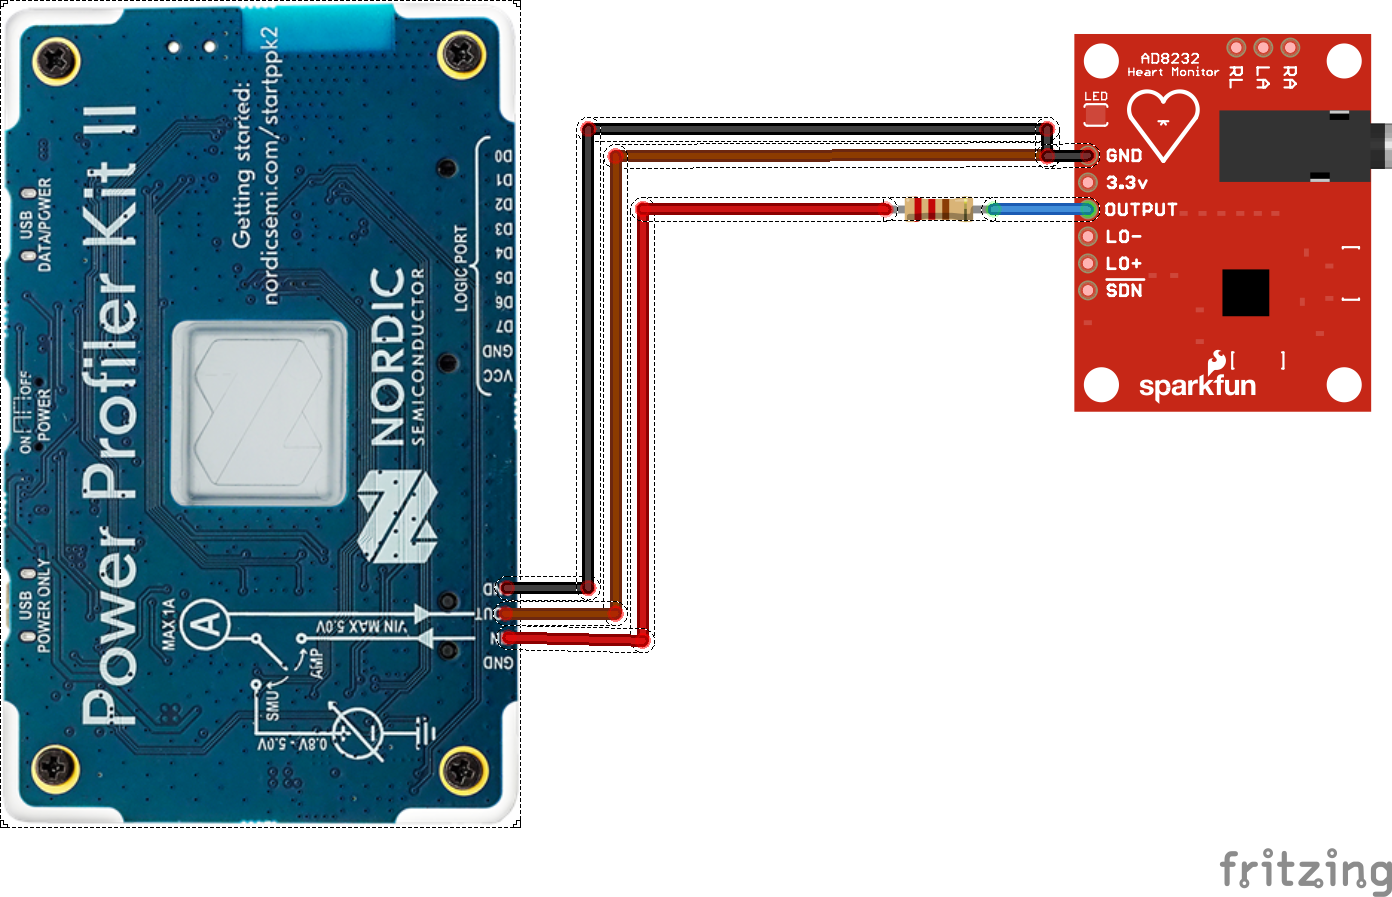 Power Profiler Kit II
Getting started:
nordicsemi.com/startppk2
USB
DATA/POWER
ON
OFF
POWER
USB
POWER ONLY
NORDIC
SEMICONDUCTOR
LOGIC PORT
D0
D1
D2
D3
D4
D5
D6
D7
GND
VCC
MAX 1A
A
VIN MAX 5.0V
AMP
SMU
0.8V - 5.0V
ND
UT
IN
GND
AD8232
Heart Monitor
RL
LA
RA
LED
GND
3.3v
OUTPUT
LO-
LO+
SDN
sparkfun
fritzing